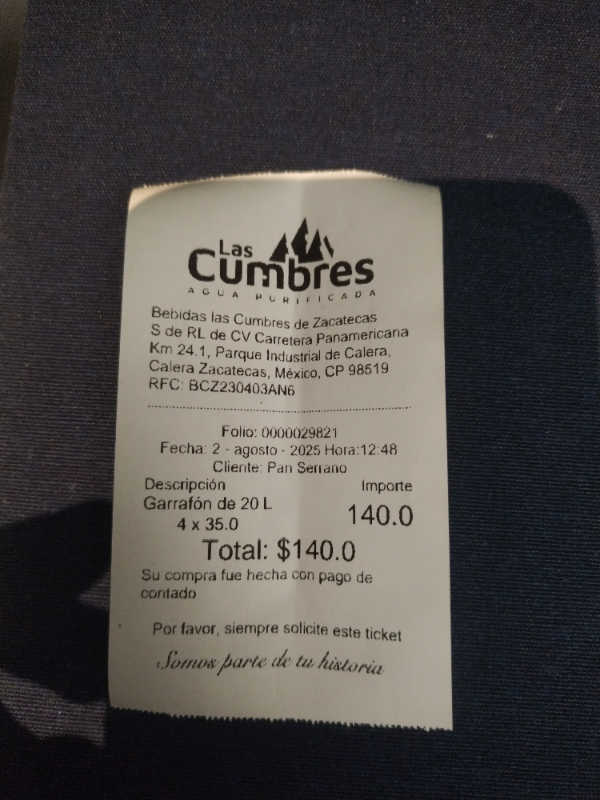 Las
Cumbres
AGUA PURIFICADA
Bebidas las Cumbres de Zacatecas
S de RL de CV Carretera Panamericana
Km 24.1, Parque Industrial de Calera,
Calera Zacatecas, México, CP 98519
RFC: BCZ230403AN6
Folio: 0000029821
Fecha: 2 - agosto - 2025 Hora:12:48
Cliente: Pan Serrano
Descripción Importe
Garrafón de 20 L
4 x 35.0 140.0
Total: $140.0
Su compra fue hecha con pago de
contado
Por favor, siempre solicite este ticket
Somos parte de tu historia